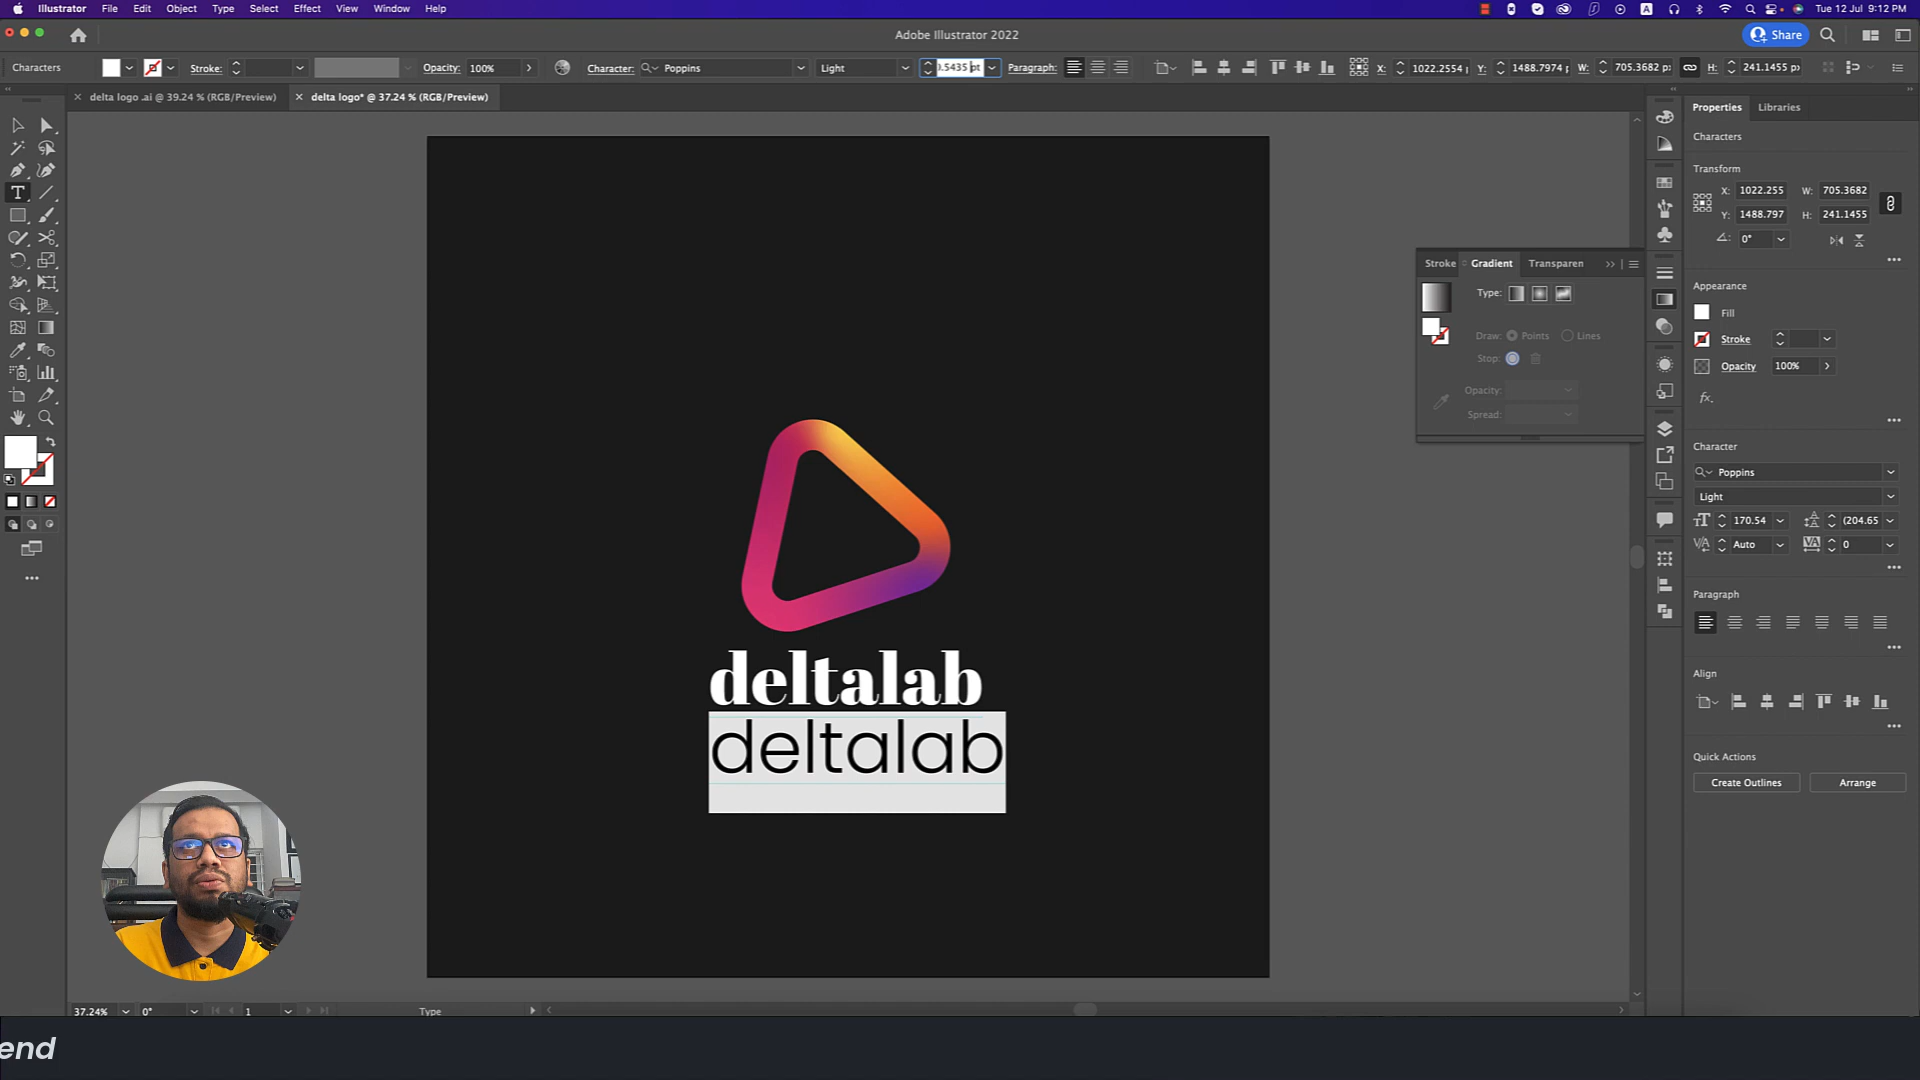 Illustrator File Edit Object Type Select Effect View Window Help
A Tue 12 Jul 9:12 PM
Adobe Illustrator 2022
Share
Characters
Stroke:
Opacity: 100%
Character: Poppins
Light
.5435 pt
Paragraph:
X: 1022.2554 Y: 1488.7974 W: 705.3682 px H: 241.1455 px
delta logo .ai @ 39.24 % (RGB/Preview)
delta logo* @ 37.24 % (RGB/Preview)
Properties Libraries
Characters
Transform
X: 1022.255 W: 705.3682
Y: 1488.797 H: 241.1455
0°
Appearance
Fill
Stroke
Opacity 100%
fx.
Character
Poppins
Light
170.54 (204.65
Auto 0
Paragraph
Align
Quick Actions
Create Outlines Arrange
Stroke Gradient Transparen
Type:
Draw: Points Lines
Stop:
Opacity:
Spread:
deltalab
deltalab
37.24% 0° 1 Type
end